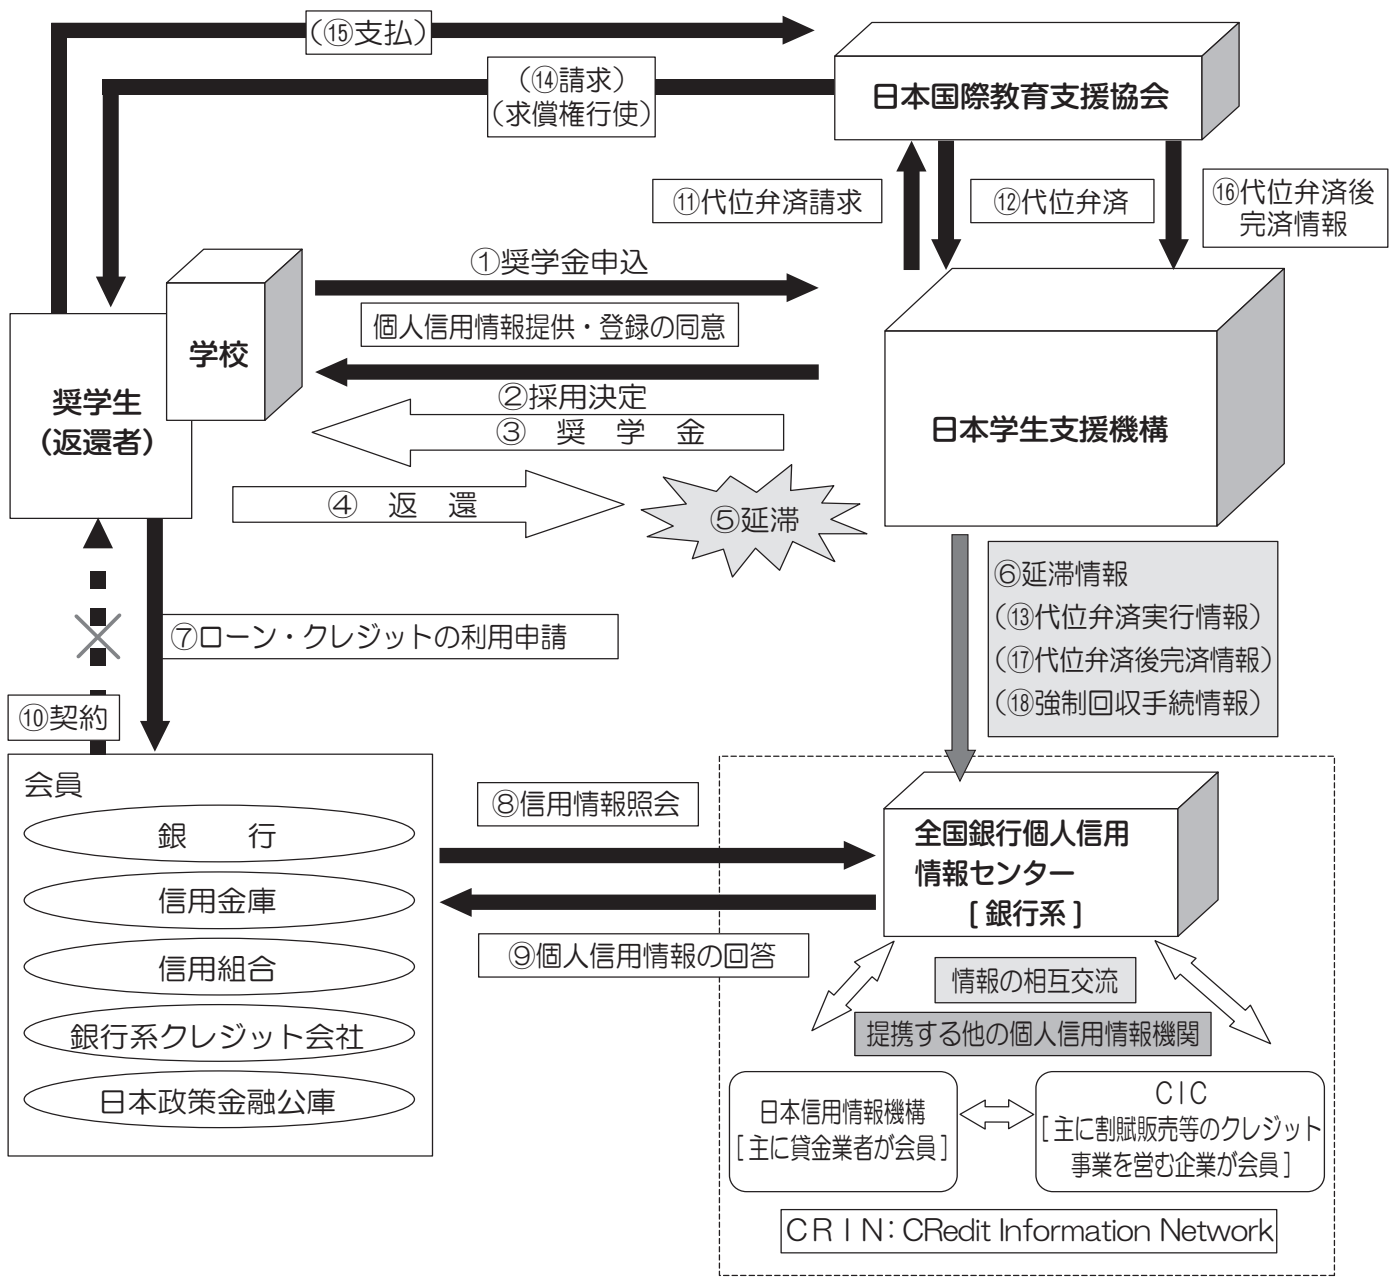 (⑮支払)
(⑭請求)
(求償権行使)
日本国際教育支援協会
⑪代位弁済請求
⑫代位弁済
⑯代位弁済後
完済情報
①奨学金申込
個人信用情報提供・登録の同意
学校
奨学生
(返還者)
②採用決定
③ 奨 学 金
日本学生支援機構
④ 返 還
⑤延滞
⑥延滞情報
(⑬代位弁済実行情報)
(⑰代位弁済後完済情報)
(⑱強制回収手続情報)
⑦ローン・クレジットの利用申請
⑩契約
会員
銀 行
信用金庫
信用組合
銀行系クレジット会社
日本政策金融公庫
⑧信用情報照会
⑨個人信用情報の回答
全国銀行個人信用
情報センター
[銀行系]
情報の相互交流
提携する他の個人信用情報機関
日本信用情報機構
[主に貸金業者が会員]
CIC
[主に割賦販売等のクレジット
事業を営む企業が会員]
CRIN:CRedit Information Network